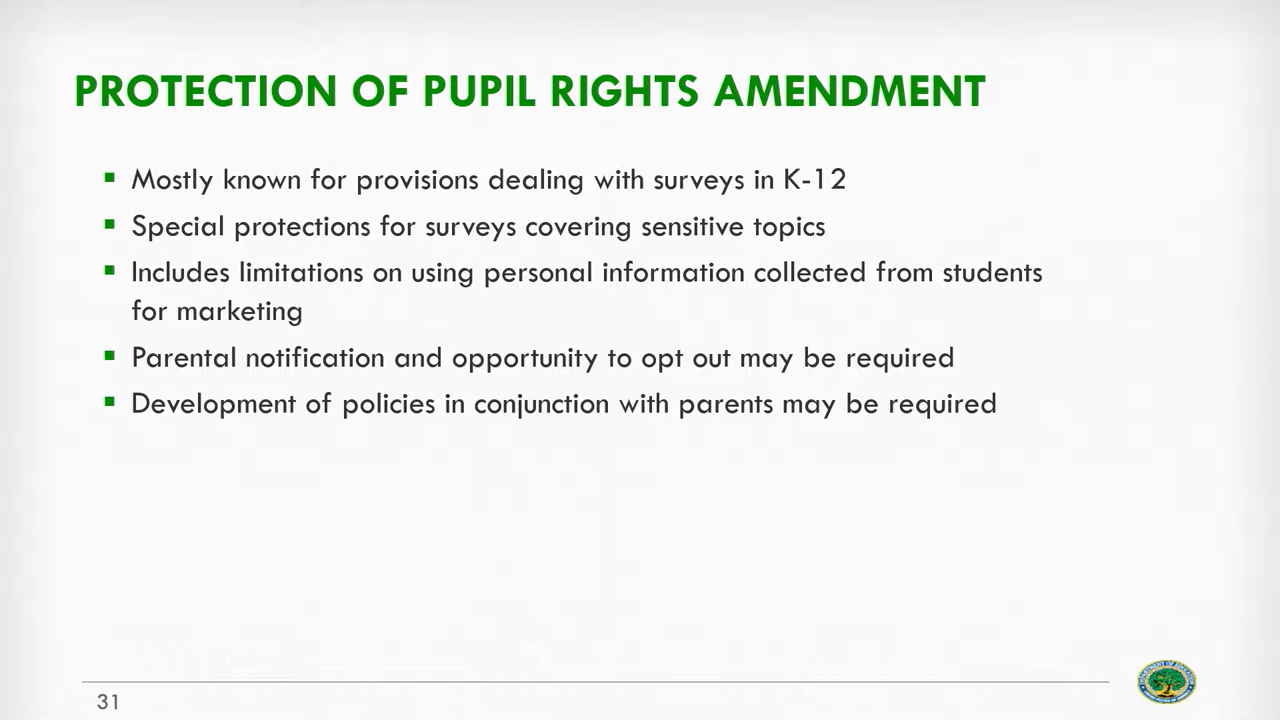 PROTECTION OF PUPIL RIGHTS AMENDMENT
Mostly known for provisions dealing with surveys in K-12
Special protections for surveys covering sensitive topics
Includes limitations on using personal information collected from students
for marketing
Parental notification and opportunity to opt out may be required
Development of policies in conjunction with parents may be required
31